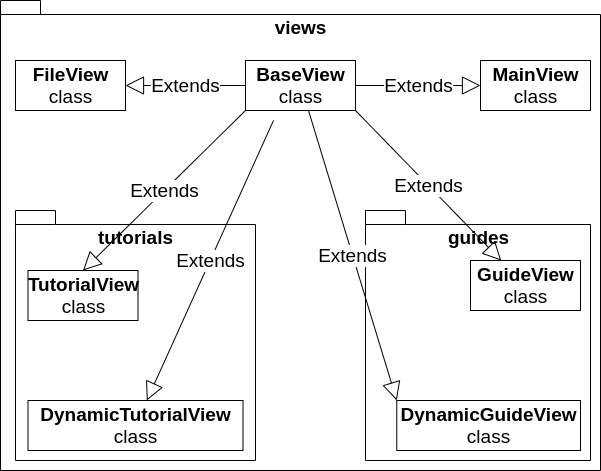 views
FileView
class
Extends
BaseView
class
Extends
MainView
class
Extends
Extends
tutorials
Extends
TutorialView
class
DynamicTutorialView
class
guides
Extends
GuideView
class
DynamicGuideView
class